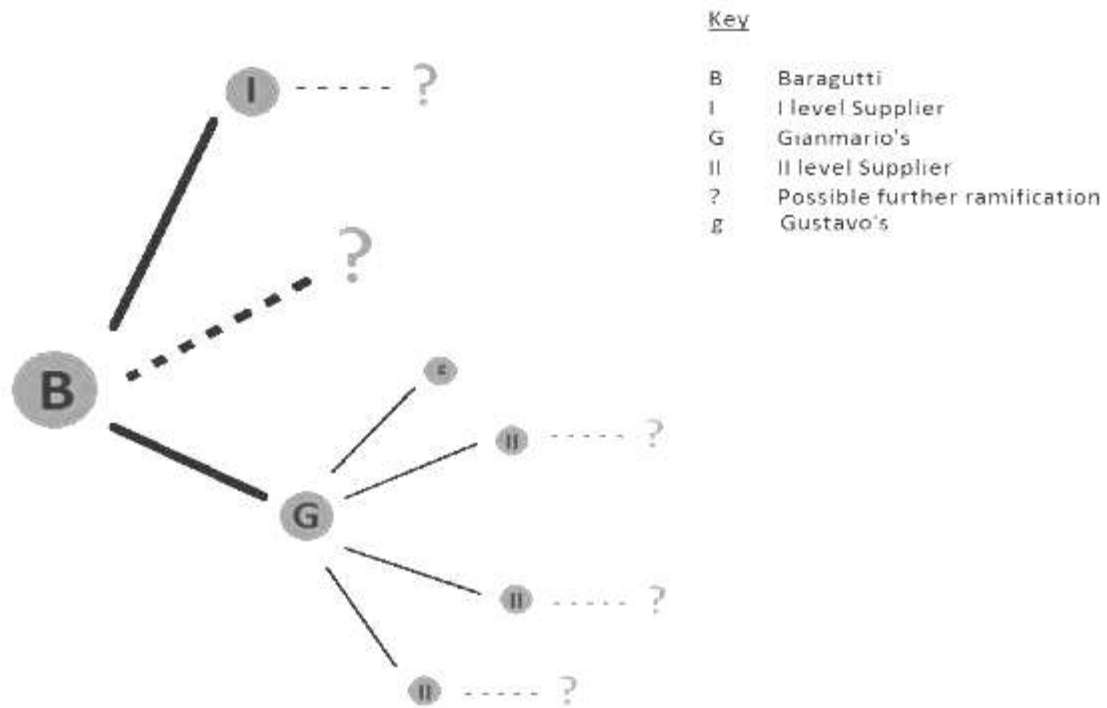 Key
B Baragutti
I I level Supplier
G Gianmario's
II II level Supplier
? Possible further ramification
g Gustavo's
I ?
?
B
g
II ?
G
II ?
II ?